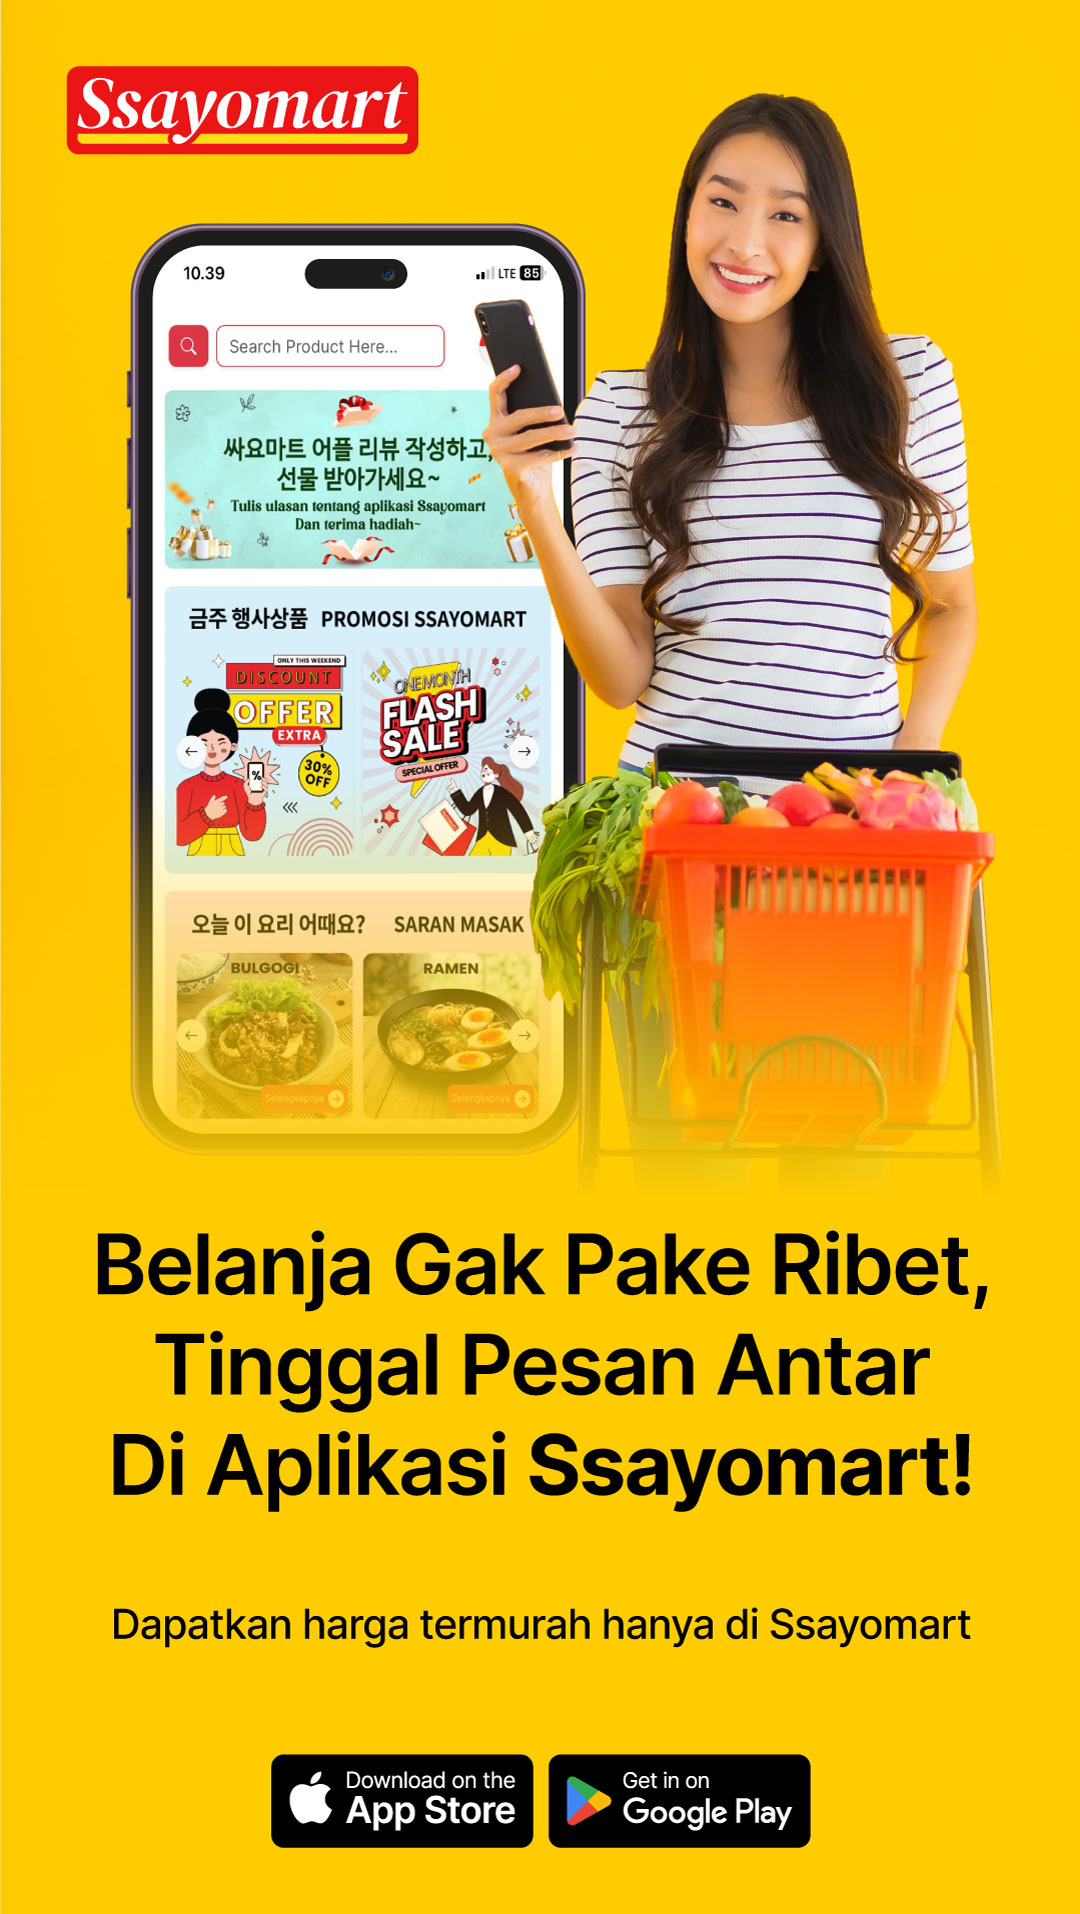 Ssayomart
10.39
LTE 85
Search Product Here...
싸요마트 어플 리뷰 작성하고,
선물 받아가세요~
Tulis ulasan tentang aplikasi Ssayomart
Dan terima hadiah~
금주 행사상품 PROMOSI SSAYOMART
ONLY THIS WEEKEND
DISCOUNT
OFFER
EXTRA
30%
OFF
%
ONE MONTH
FLASH
SALE
SPECIAL OFFER
오늘 이 요리 어때요? SARAN MASAK
BULGOGI
RAMEN
Selengkapnya
Selengkapnya
Belanja Gak Pake Ribet,
Tinggal Pesan Antar
Di Aplikasi Ssayomart!
Dapatkan harga termurah hanya di Ssayomart
Download on the
App Store
Get in on
Google Play